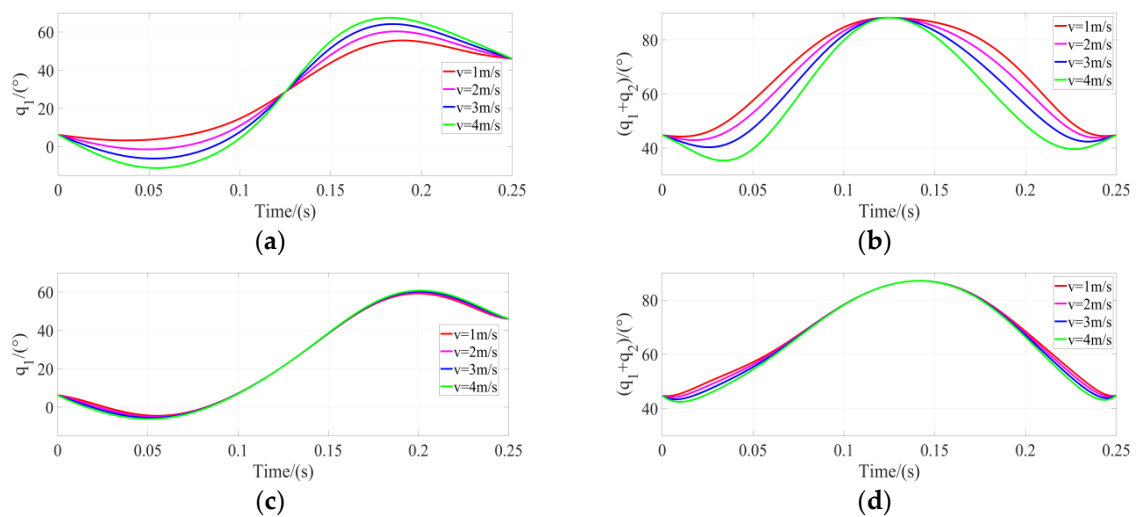 60
40
20
0
q1/(°)
v=1m/s
v=2m/s
v=3m/s
v=4m/s
0 0.05 0.1 0.15 0.2 0.25
Time/(s)
(a)
80
60
40
(q1+q2)/(°)
v=1m/s
v=2m/s
v=3m/s
v=4m/s
0 0.05 0.1 0.15 0.2 0.25
Time/(s)
(b)
60
40
20
0
q1/(°)
v=1m/s
v=2m/s
v=3m/s
v=4m/s
0 0.05 0.1 0.15 0.2 0.25
Time/(s)
(c)
80
60
40
(q1+q2)/(°)
v=1m/s
v=2m/s
v=3m/s
v=4m/s
0 0.05 0.1 0.15 0.2 0.25
Time/(s)
(d)